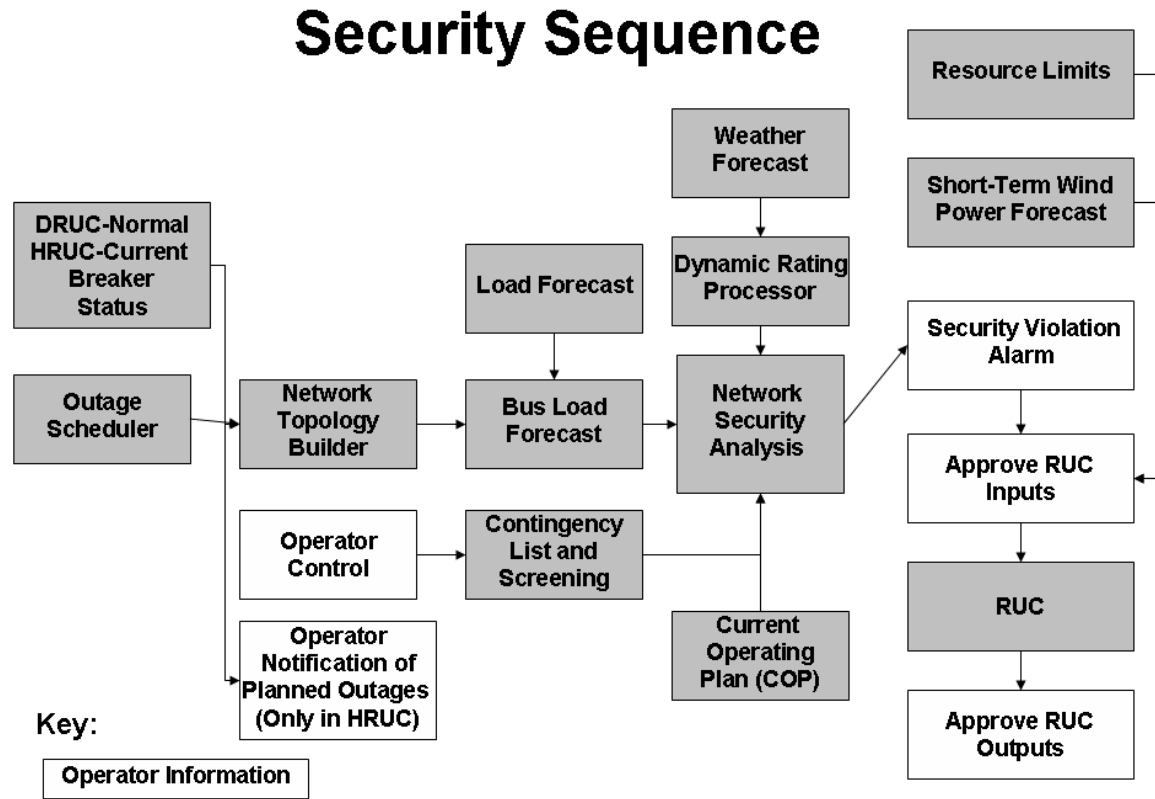 Security Sequence
Resource Limits
Weather
Forecast
Short-Term Wind
Power Forecast
DRUC-Normal
HRUC-Current
Breaker
Status
Load Forecast
Dynamic Rating
Processor
Security Violation
Alarm
Outage
Scheduler
Network
Topology
Builder
Bus Load
Forecast
Network
Security
Analysis
Approve RUC
Inputs
Operator
Control
Contingency
List and
Screening
RUC
Operator
Notification of
Planned Outages
(Only in HRUC)
Current
Operating
Plan (COP)
Approve RUC
Outputs
Key:
Operator Information